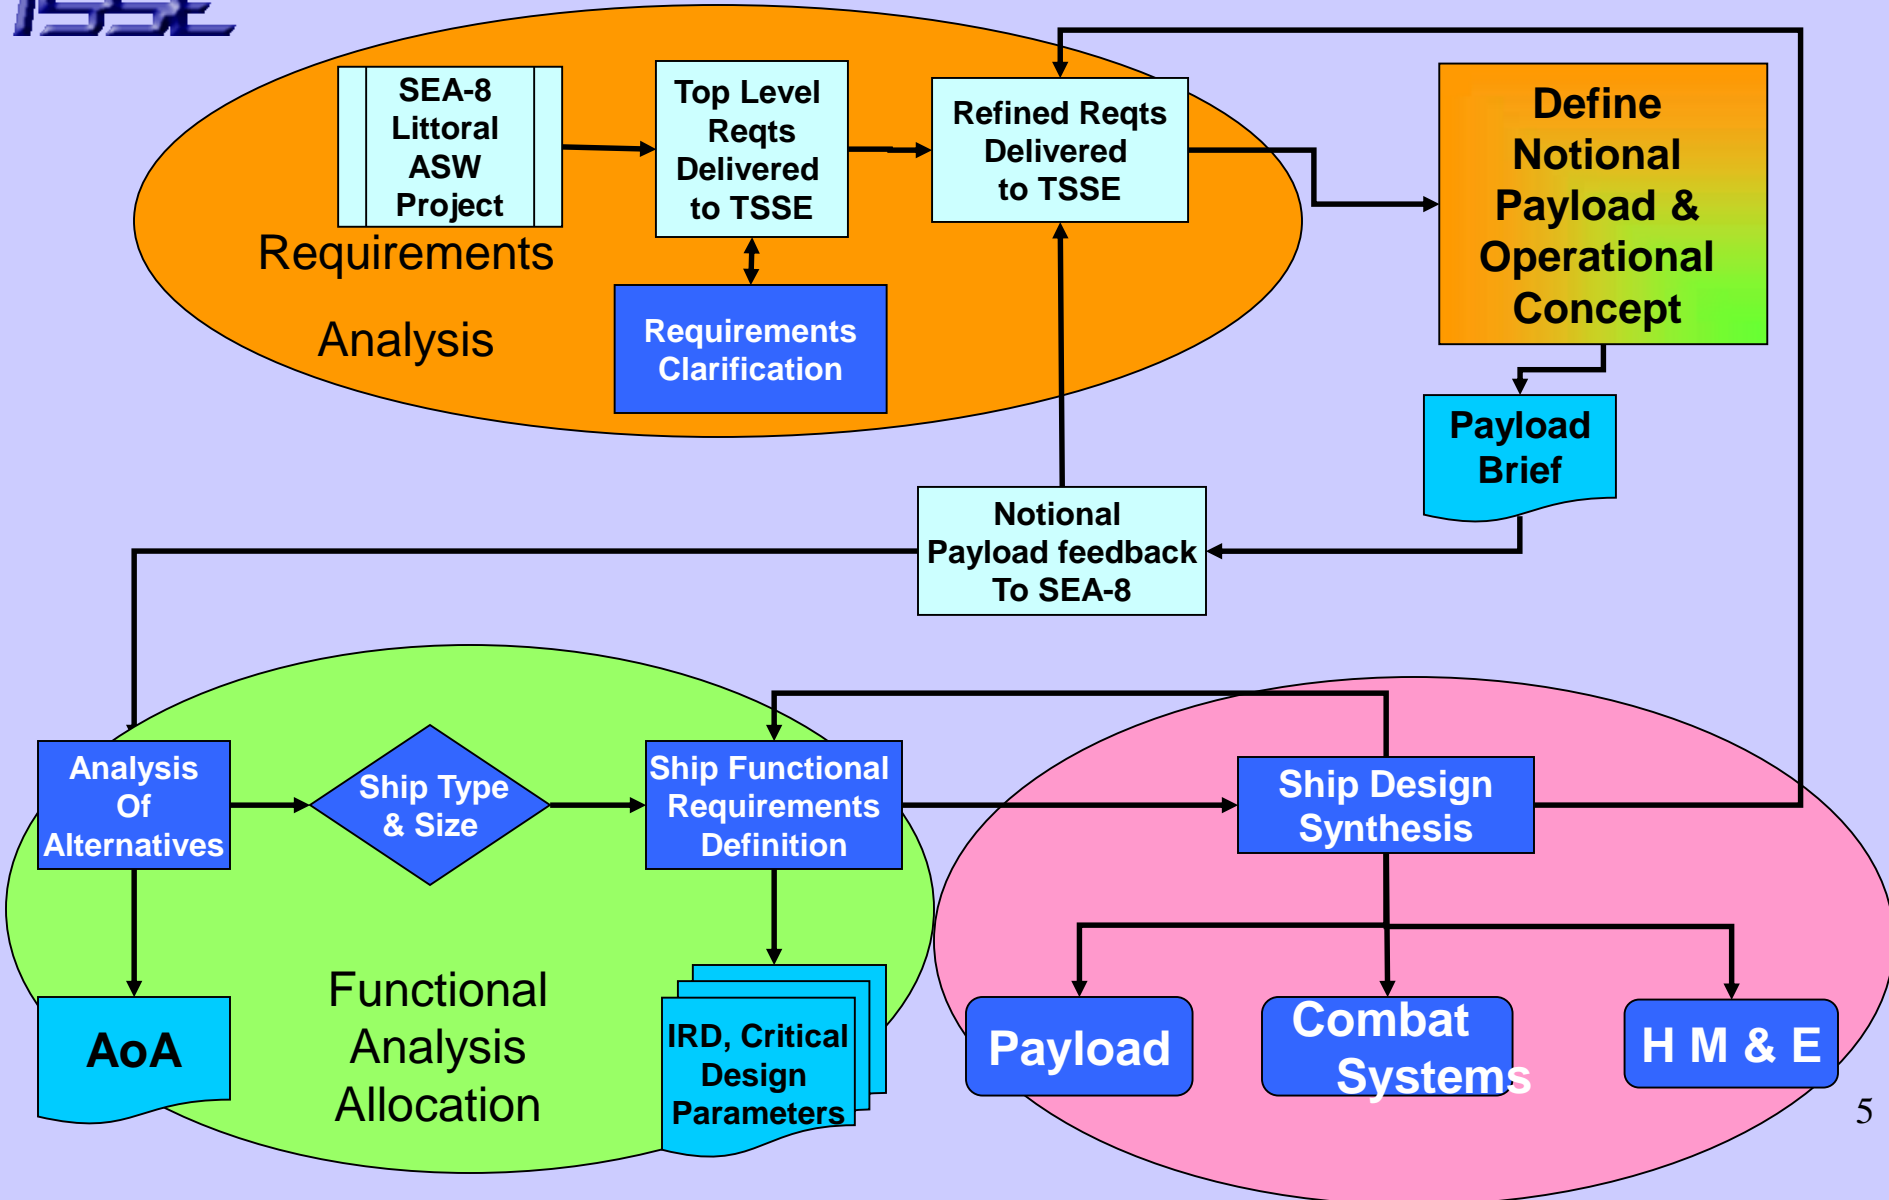 TSSE
SEA-8
Littoral
ASW
Project
Top Level
Reqts
Delivered
to TSSE
Refined Reqts
Delivered
to TSSE
Define
Notional
Payload &
Operational
Concept
Requirements
Analysis
Requirements
Clarification
Payload
Brief
Notional
Payload feedback
To SEA-8
Analysis
Of
Alternatives
Ship Type
& Size
Ship Functional
Requirements
Definition
Ship Design
Synthesis
AoA
Functional
Analysis
Allocation
IRD, Critical
Design
Parameters
Payload
Combat
Systems
H M & E
5